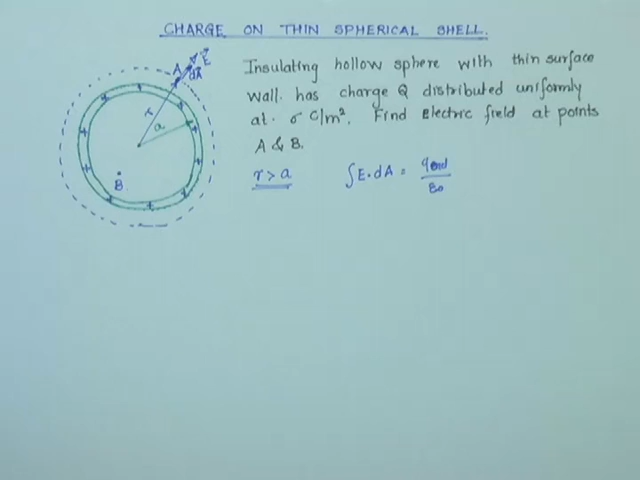 CHARGE ON THIN SPHERICAL SHELL.
A E
dA
r
a
B
Insulating hollow sphere with thin surface
wall. has charge Q distributed uniformly
at. σ C/m². Find Electric field at points
A & B.
r > a ∫E.dA = qend/ε0